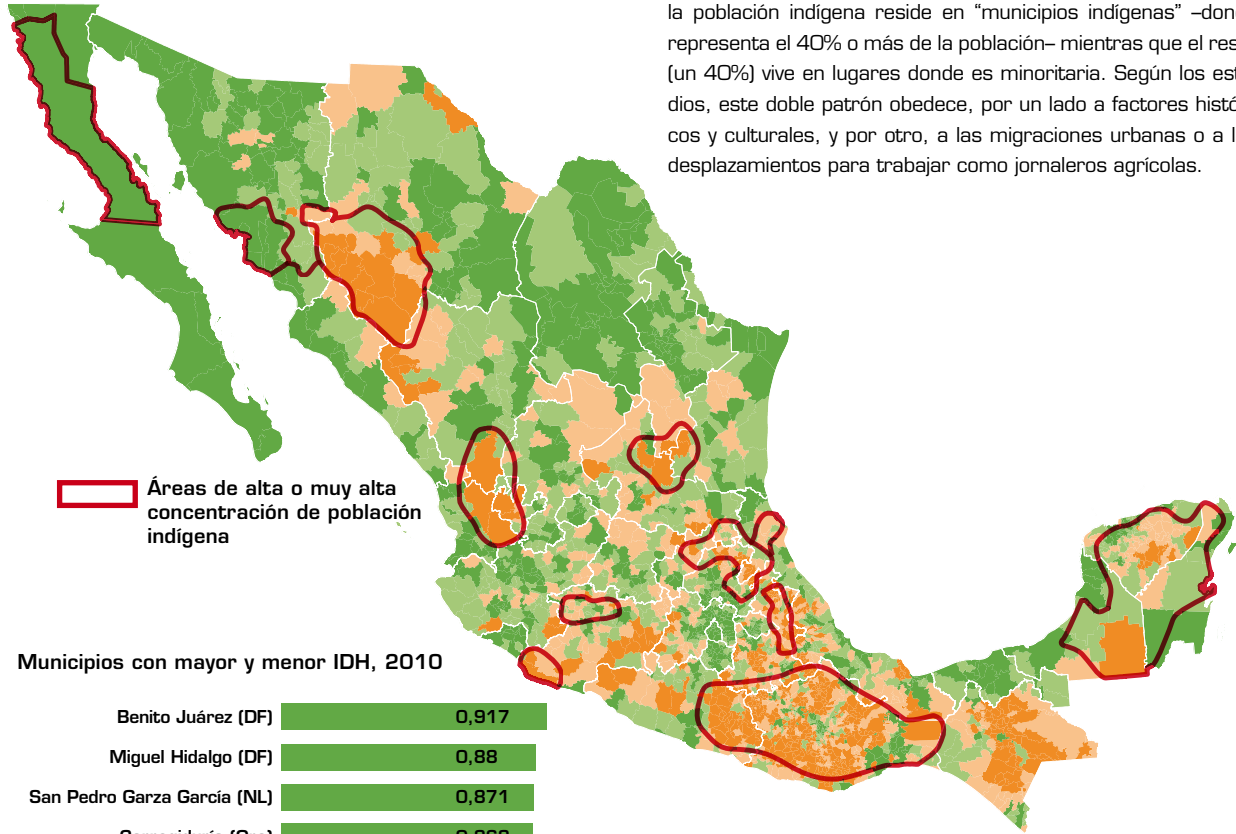 la población indígena reside en “municipios indígenas” –don
representa el 40% o más de la población– mientras que el res
(un 40%) vive en lugares donde es minoritaria. Según los est
dios, este doble patrón obedece, por un lado a factores histó
cos y culturales, y por otro, a las migraciones urbanas o a l
desplazamientos para trabajar como jornaleros agrícolas.
Áreas de alta o muy alta
concentración de población
indígena
Municipios con mayor y menor IDH, 2010
Benito Juárez (DF) 0,917
Miguel Hidalgo (DF) 0,88
San Pedro Garza García (NL) 0,871